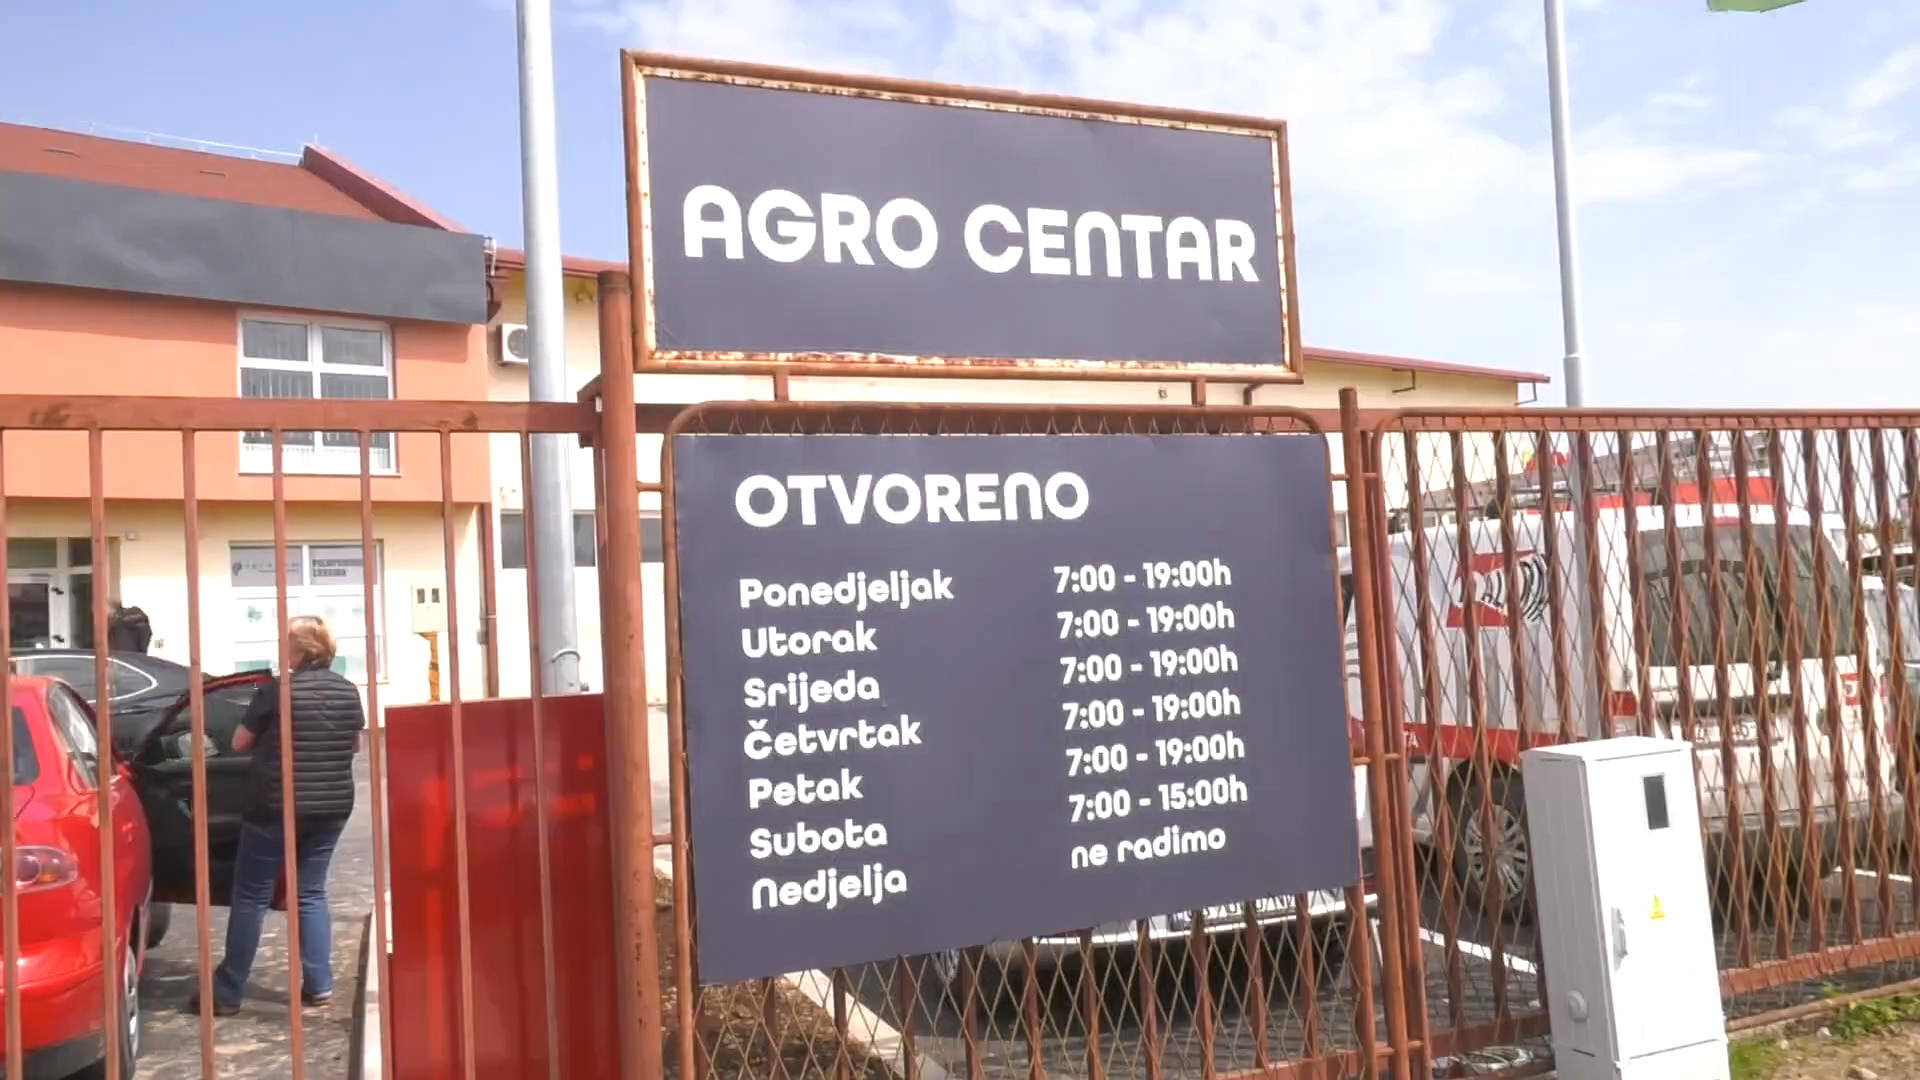 AGRO CENTAR
OTVORENO
Ponedjeljak 7:00 - 19:00h
Utorak 7:00 - 19:00h
Srijeda 7:00 - 19:00h
Četvrtak 7:00 - 19:00h
Petak 7:00 - 19:00h
Subota 7:00 - 15:00h
Nedjelja ne radimo